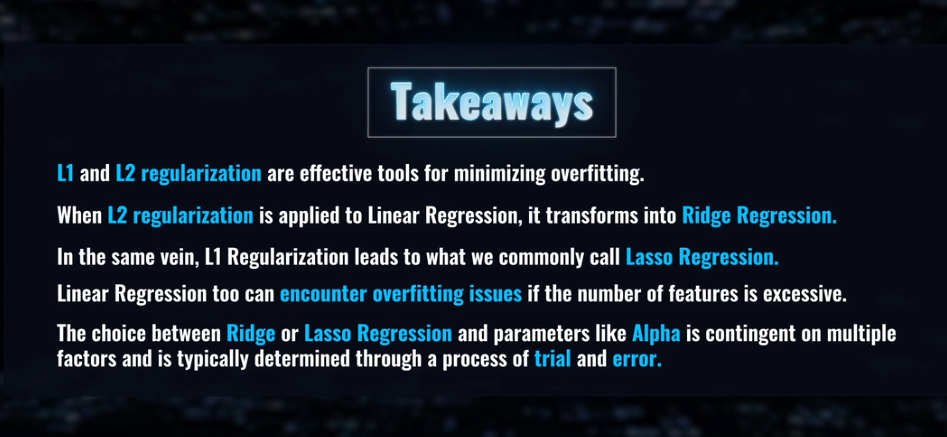 Takeaways
L1 and L2 regularization are effective tools for minimizing overfitting.
When L2 regularization is applied to Linear Regression, it transforms into Ridge Regression.
In the same vein, L1 Regularization leads to what we commonly call Lasso Regression.
Linear Regression too can encounter overfitting issues if the number of features is excessive.
The choice between Ridge or Lasso Regression and parameters like Alpha is contingent on multiple
factors and is typically determined through a process of trial and error.